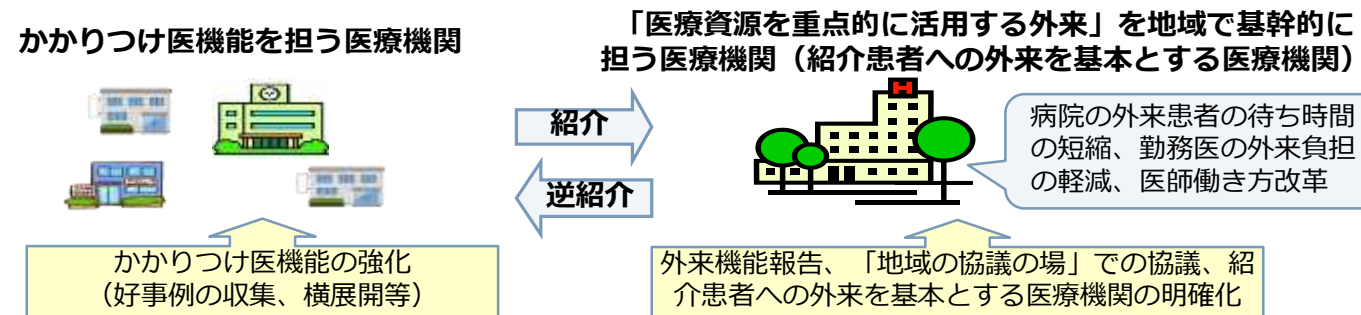 かかりつけ医機能を担う医療機関
「医療資源を重点的に活用する外来」を地域で基幹的に
担う医療機関（紹介患者への外来を基本とする医療機関）
紹介
逆紹介
H
病院の外来患者の待ち時間
の短縮、勤務医の外来負担
の軽減、医師働き方改革
かかりつけ医機能の強化
（好事例の収集、横展開等）
外来機能報告、「地域の協議の場」での協議、紹
介患者への外来を基本とする医療機関の明確化